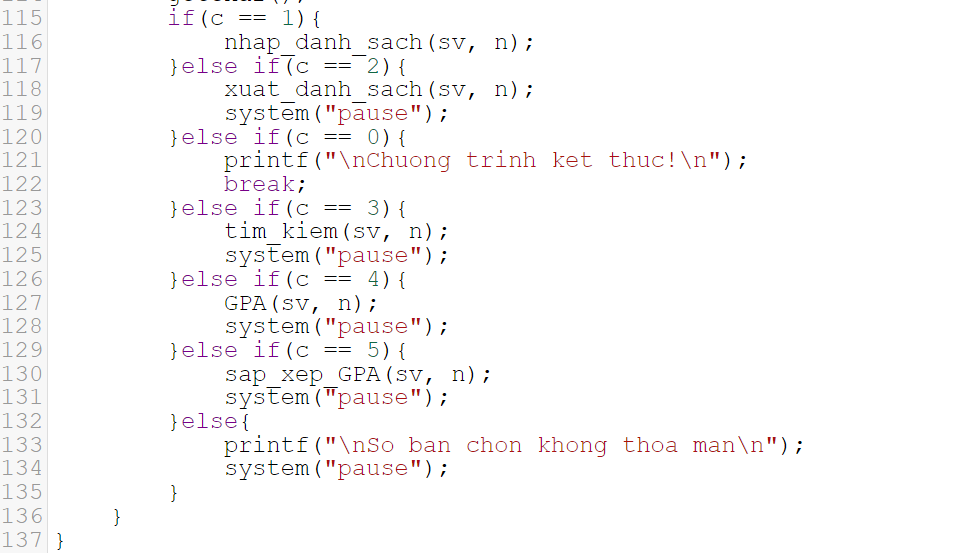 115 if(c == 1){
116 nhap_danh_sach(sv, n);
117 }else if(c == 2){
118 xuat_danh_sach(sv, n);
119 system("pause");
120 }else if(c == 0){
121 printf("\nChuong trinh ket thuc!\n");
122 break;
123 }else if(c == 3){
124 tim_kiem(sv, n);
125 system("pause");
126 }else if(c == 4){
127 GPA(sv, n);
128 system("pause");
129 }else if(c == 5){
130 sap_xep_GPA(sv, n);
131 system("pause");
132 }else{
133 printf("\nSo ban chon khong thoa man\n");
134 system("pause");
135 }
136 }
137 }